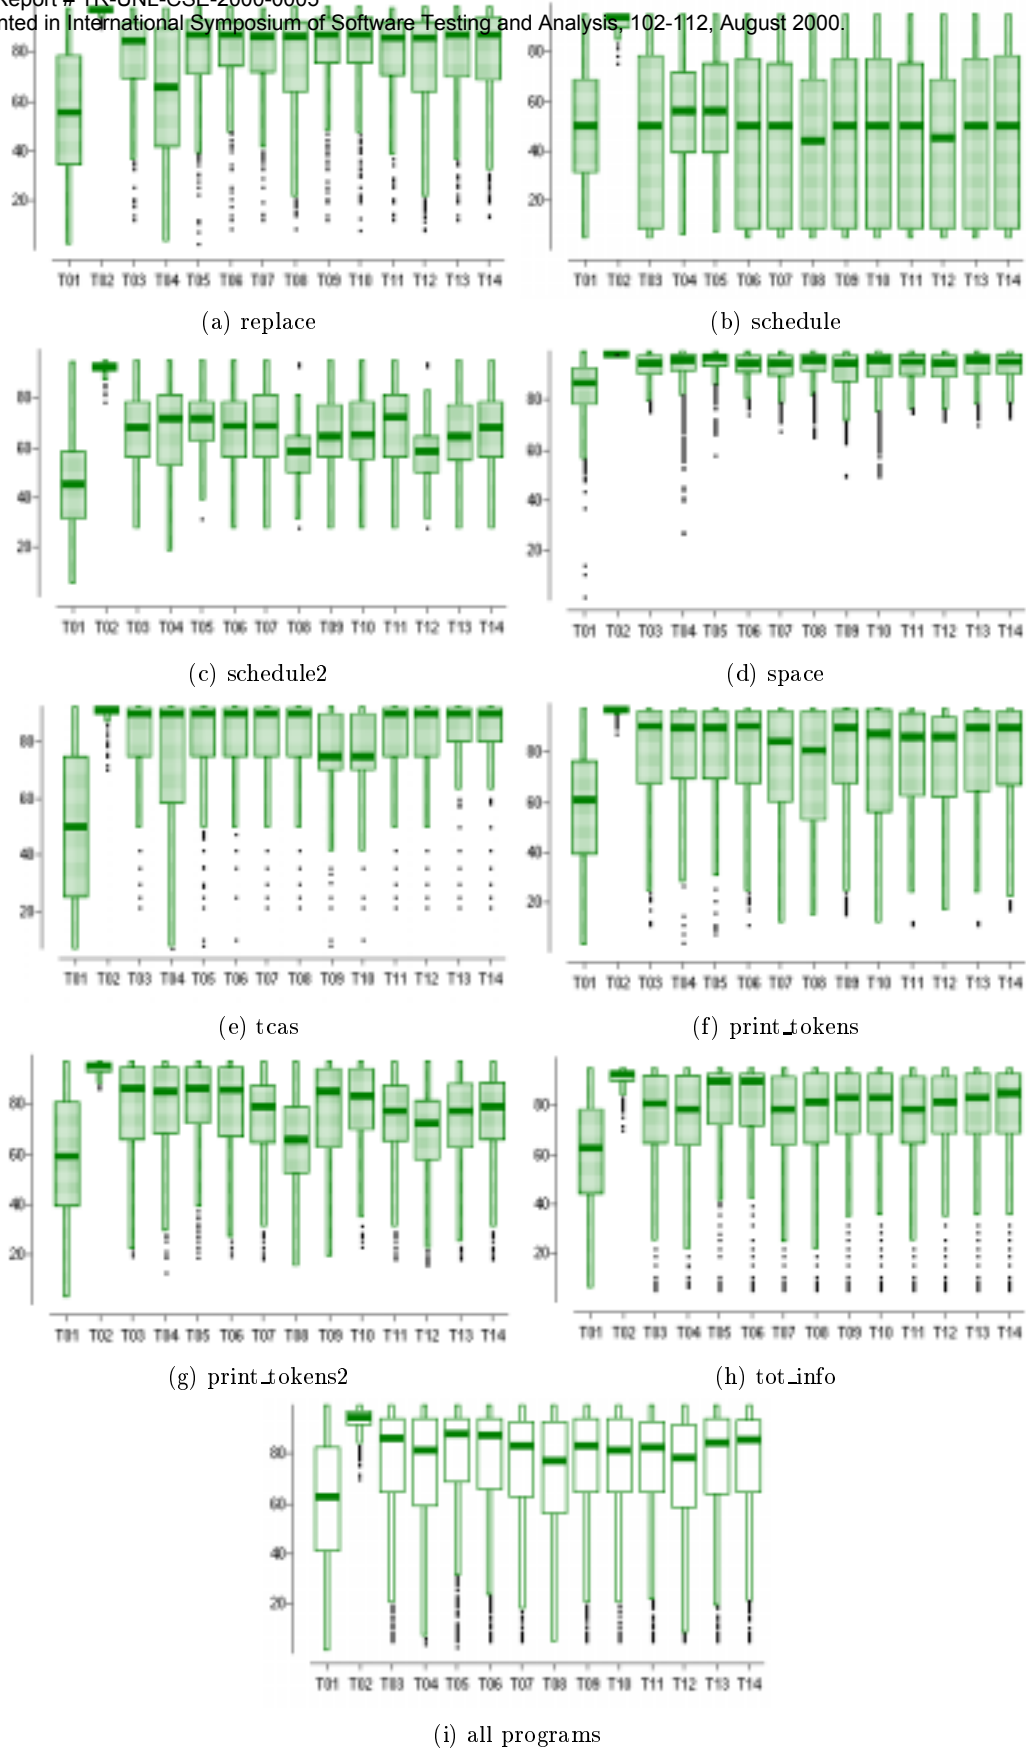 Report # TR-UNL-CSE-2000-0005
nted in International Symposium of Software Testing and Analysis, 102-112, August 2000.
80
60
40
20
T01 T02 T03 T04 T05 T06 T07 T08 T09 T10 T11 T12 T13 T14
(a) replace
80
60
40
20
T01 T02 T03 T04 T05 T06 T07 T08 T09 T10 T11 T12 T13 T14
(b) schedule
80
60
40
20
T01 T02 T03 T04 T05 T06 T07 T08 T09 T10 T11 T12 T13 T14
(c) schedule2
80
60
40
20
T01 T02 T03 T04 T05 T06 T07 T08 T09 T10 T11 T12 T13 T14
(d) space
80
60
40
20
T01 T02 T03 T04 T05 T06 T07 T08 T09 T10 T11 T12 T13 T14
(e) tcas
80
60
40
20
T01 T02 T03 T04 T05 T06 T07 T08 T09 T10 T11 T12 T13 T14
(f) print_tokens
80
60
40
20
T01 T02 T03 T04 T05 T06 T07 T08 T09 T10 T11 T12 T13 T14
(g) print_tokens2
80
60
40
20
T01 T02 T03 T04 T05 T06 T07 T08 T09 T10 T11 T12 T13 T14
(h) tot_info
80
60
40
20
T01 T02 T03 T04 T05 T06 T07 T08 T09 T10 T11 T12 T13 T14
(i) all programs